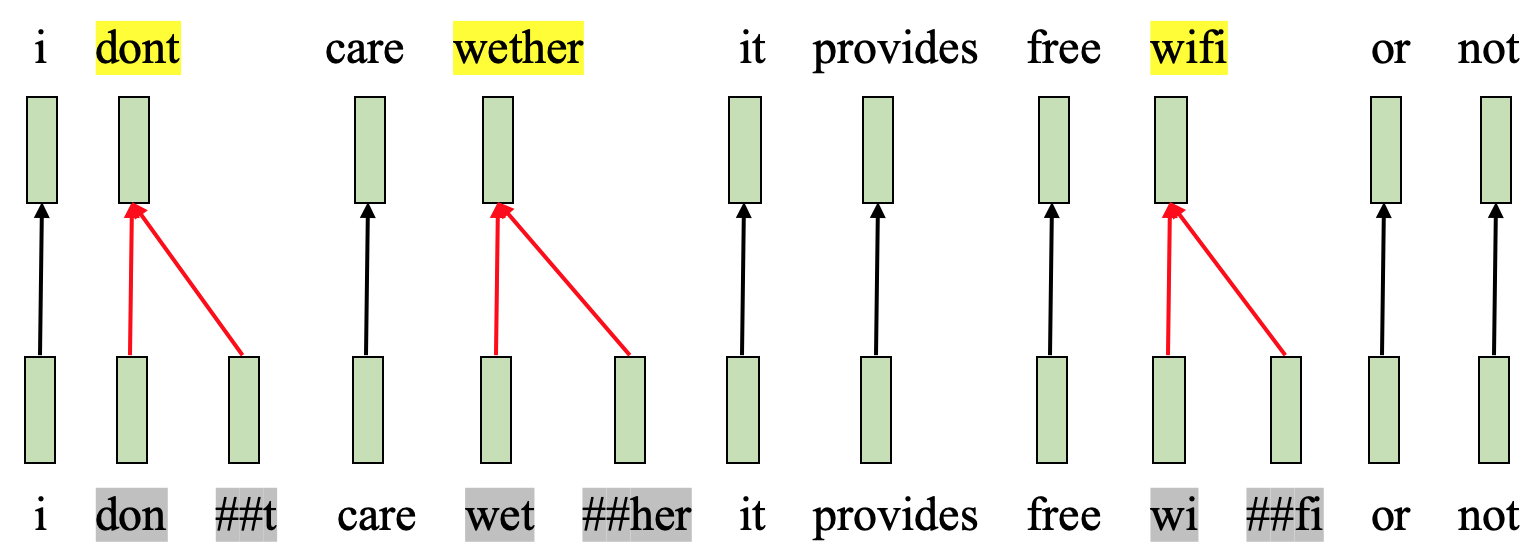 i dont care wether it provides free wifi or not
i don ##t care wet ##her it provides free wi ##fi or not